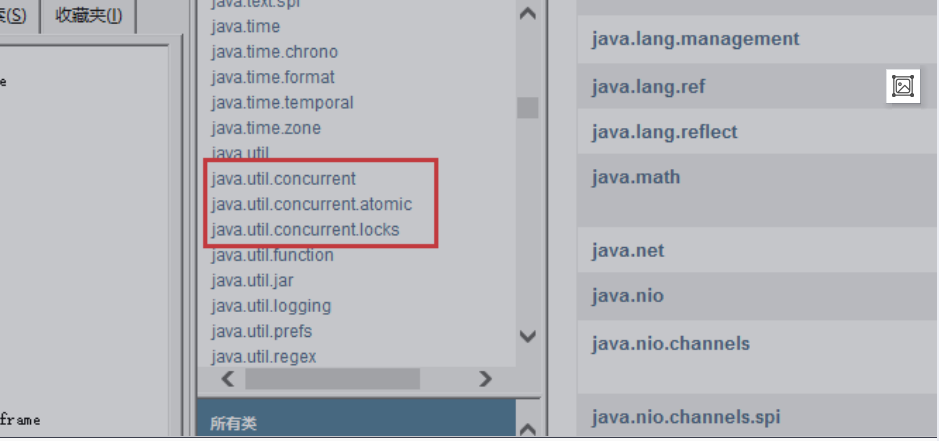 (S)
收藏夹(I)
e
frame
java.text.spi
java.time
java.time.chrono
java.time.format
java.time.temporal
java.time.zone
java.util
java.util.concurrent
java.util.concurrent.atomic
java.util.concurrent.locks
java.util.function
java.util.jar
java.util.logging
java.util.prefs
java.util.regex
所有类
java.lang.management
java.lang.ref
java.lang.reflect
java.math
java.net
java.nio
java.nio.channels
java.nio.channels.spi